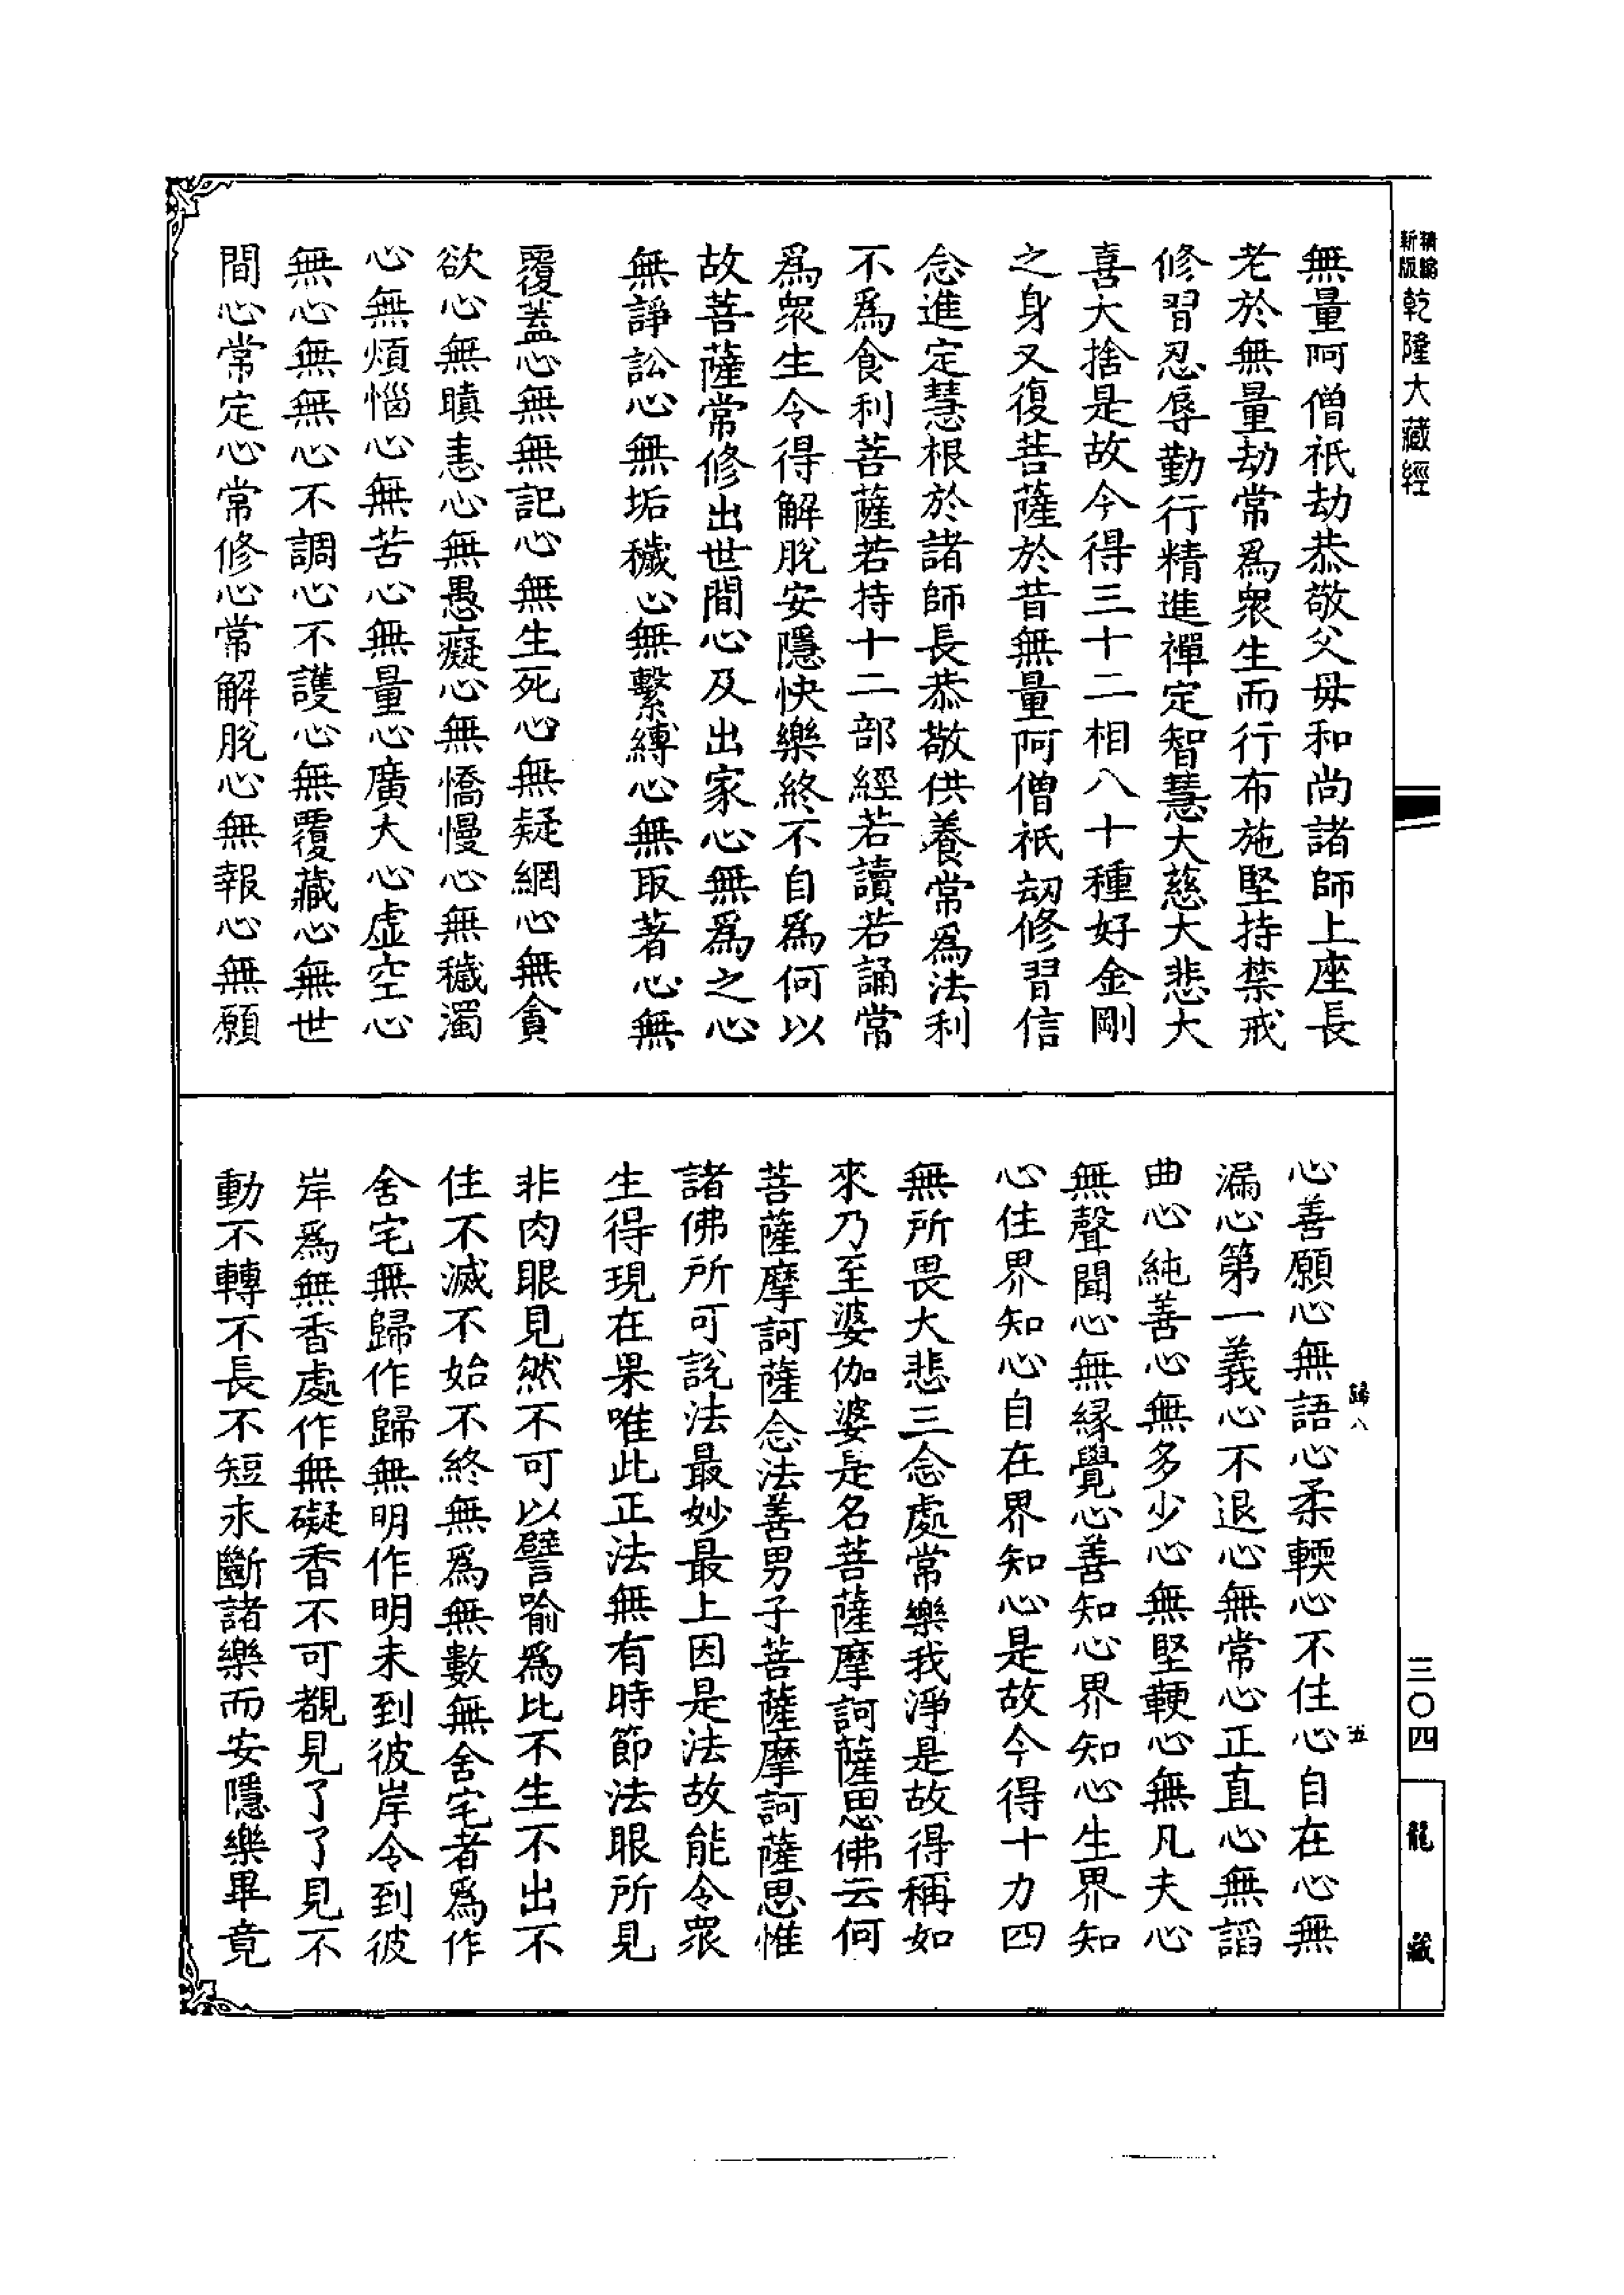 新版精縮乾隆大藏經
無量阿僧祇劫恭敬父母和尚諸師上座長
老於無量劫常爲衆生而行布施堅持禁戒
修習忍辱勤行精進禪定智慧大慈大悲大
喜大捨是故今得三十二相八十種好金剛
之身又復菩薩於昔無量阿僧祇劫修習信
念進定慧根於諸師長恭敬供養常爲法利
不爲食利菩薩若持十二部經若讀若誦常
爲衆生令得解脫安隱快樂終不自爲何以
故菩薩常修出世間心及出家心無爲之心
無諍訟心無垢穢心無繫縛心無取著心無
覆蓋心無無記心無生死心無疑網心無貪
欲心無瞋恚心無愚癡心無憍慢心無穢濁
心無煩惱心無苦心無量心廣大心虛空心
無心無無心不調心不護心無覆藏心無世
間心常定心常修心常解脫心無報心無願
心善願心無語心柔輭心不住心自在心無
漏心第一義心不退心無常心正直心無諂
曲心純善心無多少心無堅鞕心無凡夫心
無聲聞心無緣覺心善知心界知心生界知
心住界知心自在界知心是故今得十力四
無所畏大悲三念處常樂我淨是故得稱如
來乃至婆伽婆是名菩薩摩訶薩思佛云何
菩薩摩訶薩念法善男子菩薩摩訶薩思惟
諸佛所可說法最妙最上因是法故能令衆
生得現在果唯此正法無有時節法眼所見
非肉眼見然不可以譬喻爲比不生不出不
住不滅不始不終無爲無數無舍宅者爲作
舍宅無歸作歸無明作明未到彼岸令到彼
岸爲無香處作無礙香不可覩見了了見不
動不轉不長不短永斷諸樂而安隱樂畢竟
歸八
五
三〇四
龍藏